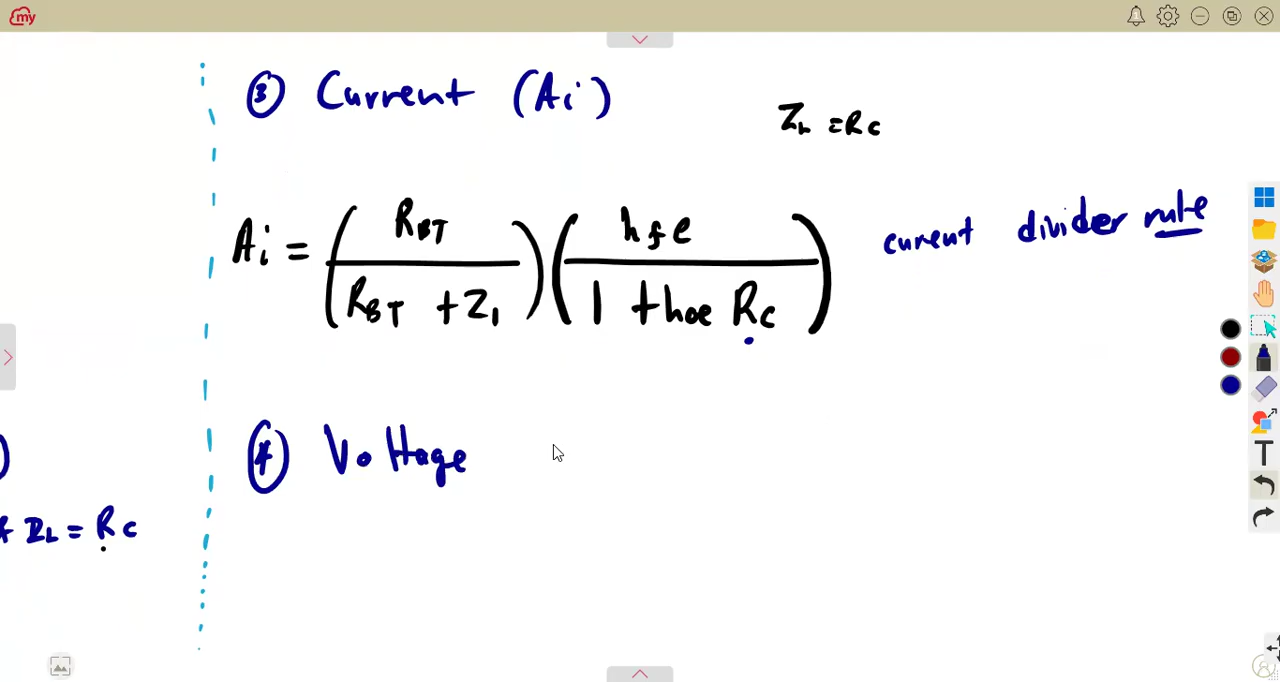 my
③ Current (Ai)
ZL = RC
Ai = (RBT / (RBT + Z1)) (hfe / (1 + hoe RC))
current divider rule
④ Voltage
ZL = RC
T